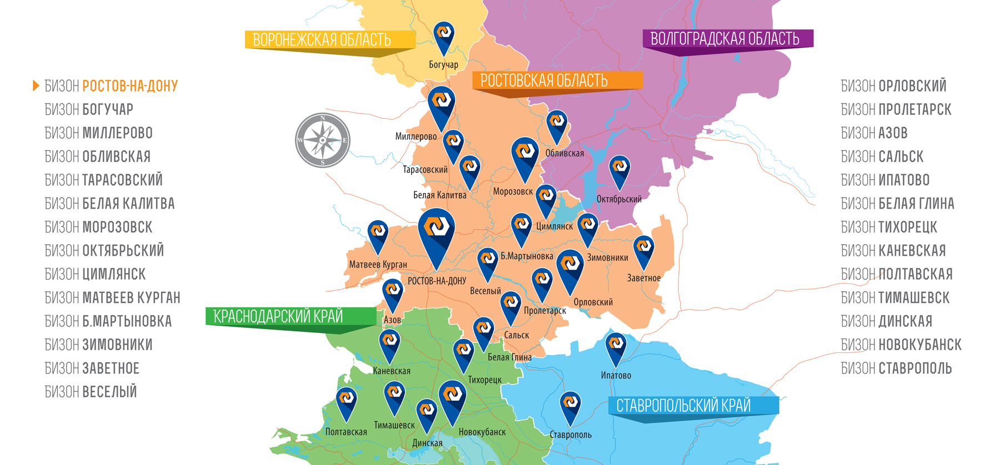 ВОРОНЕЖСКАЯ ОБЛАСТЬ
ВОЛГОГРАДСКАЯ ОБЛАСТЬ
РОСТОВСКАЯ ОБЛАСТЬ
КРАСНОДАРСКИЙ КРАЙ
СТАВРОПОЛЬСКИЙ КРАЙ
БИЗОН РОСТОВ-НА-ДОНУ
БИЗОН БОГУЧАР
БИЗОН МИЛЛЕРОВО
БИЗОН ОБЛИВСКАЯ
БИЗОН ТАРАСОВСКИЙ
БИЗОН БЕЛАЯ КАЛИТВА
БИЗОН МОРОЗОВСК
БИЗОН ОКТЯБРЬСКИЙ
БИЗОН ЦИМЛЯНСК
БИЗОН МАТВЕЕВ КУРГАН
БИЗОН Б.МАРТЫНОВКА
БИЗОН ЗИМОВНИКИ
БИЗОН ЗАВЕТНОЕ
БИЗОН ВЕСЕЛЫЙ
N
W
E
S
Богучар
Миллерово
Обливская
Тарасовский
Белая Калитва
Морозовск
Октябрьский
Цимлянск
Б.Мартыновка
Зимовники
Матвеев Курган
Заветное
РОСТОВ-НА-ДОНУ
Веселый
Орловский
Пролетарск
Азов
Сальск
Белая Глина
Каневская
Тихорецк
Ипатово
Тимашевск
Полтавская
Новокубанск
Динская
Ставрополь
БИЗОН ОРЛОВСКИЙ
БИЗОН ПРОЛЕТАРСК
БИЗОН АЗОВ
БИЗОН САЛЬСК
БИЗОН ИПАТОВО
БИЗОН БЕЛАЯ ГЛИНА
БИЗОН ТИХОРЕЦК
БИЗОН КАНЕВСКАЯ
БИЗОН ПОЛТАВСКАЯ
БИЗОН ТИМАШЕВСК
БИЗОН ДИНСКАЯ
БИЗОН НОВОКУБАНСК
БИЗОН СТАВРОПОЛЬ